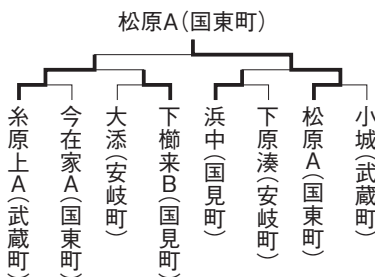 松原A(国東町)
糸原上A(武蔵町)
今在家A(国東町)
大添(安岐町)
下櫛来B(国見町)
浜中(国見町)
下原湊(安岐町)
松原A(国東町)
小城(武蔵町)